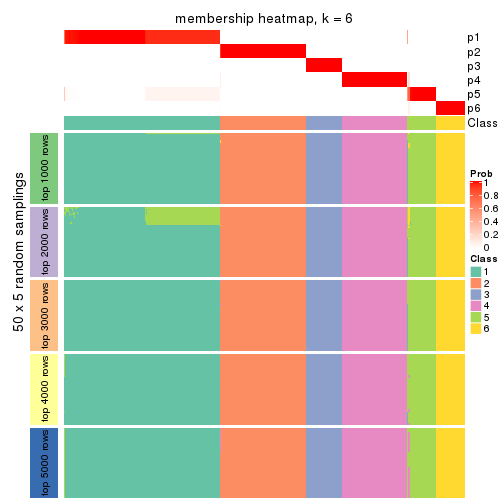 membership heatmap, k = 6
p1
p2
p3
p4
p5
p6
Class
50 x 5 random samplings
top 1000 rows
top 2000 rows
top 3000 rows
top 4000 rows
top 5000 rows
Prob
1
0.8
0.6
0.4
0.2
0
Class
1
2
3
4
5
6